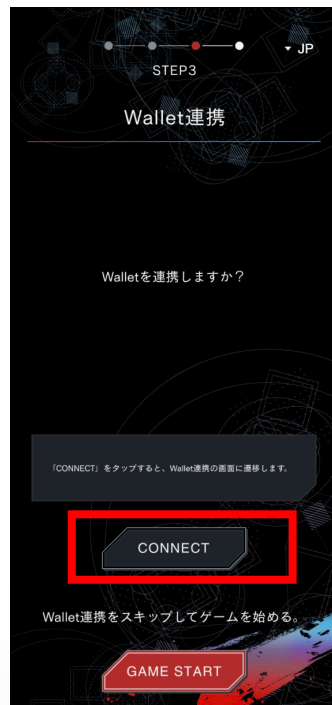 JP
STEP3
Wallet連携
Walletを連携しますか？
「CONNECT」をタップすると、Wallet連携の画面に遷移します。
CONNECT
Wallet連携をスキップしてゲームを始める。
GAME START